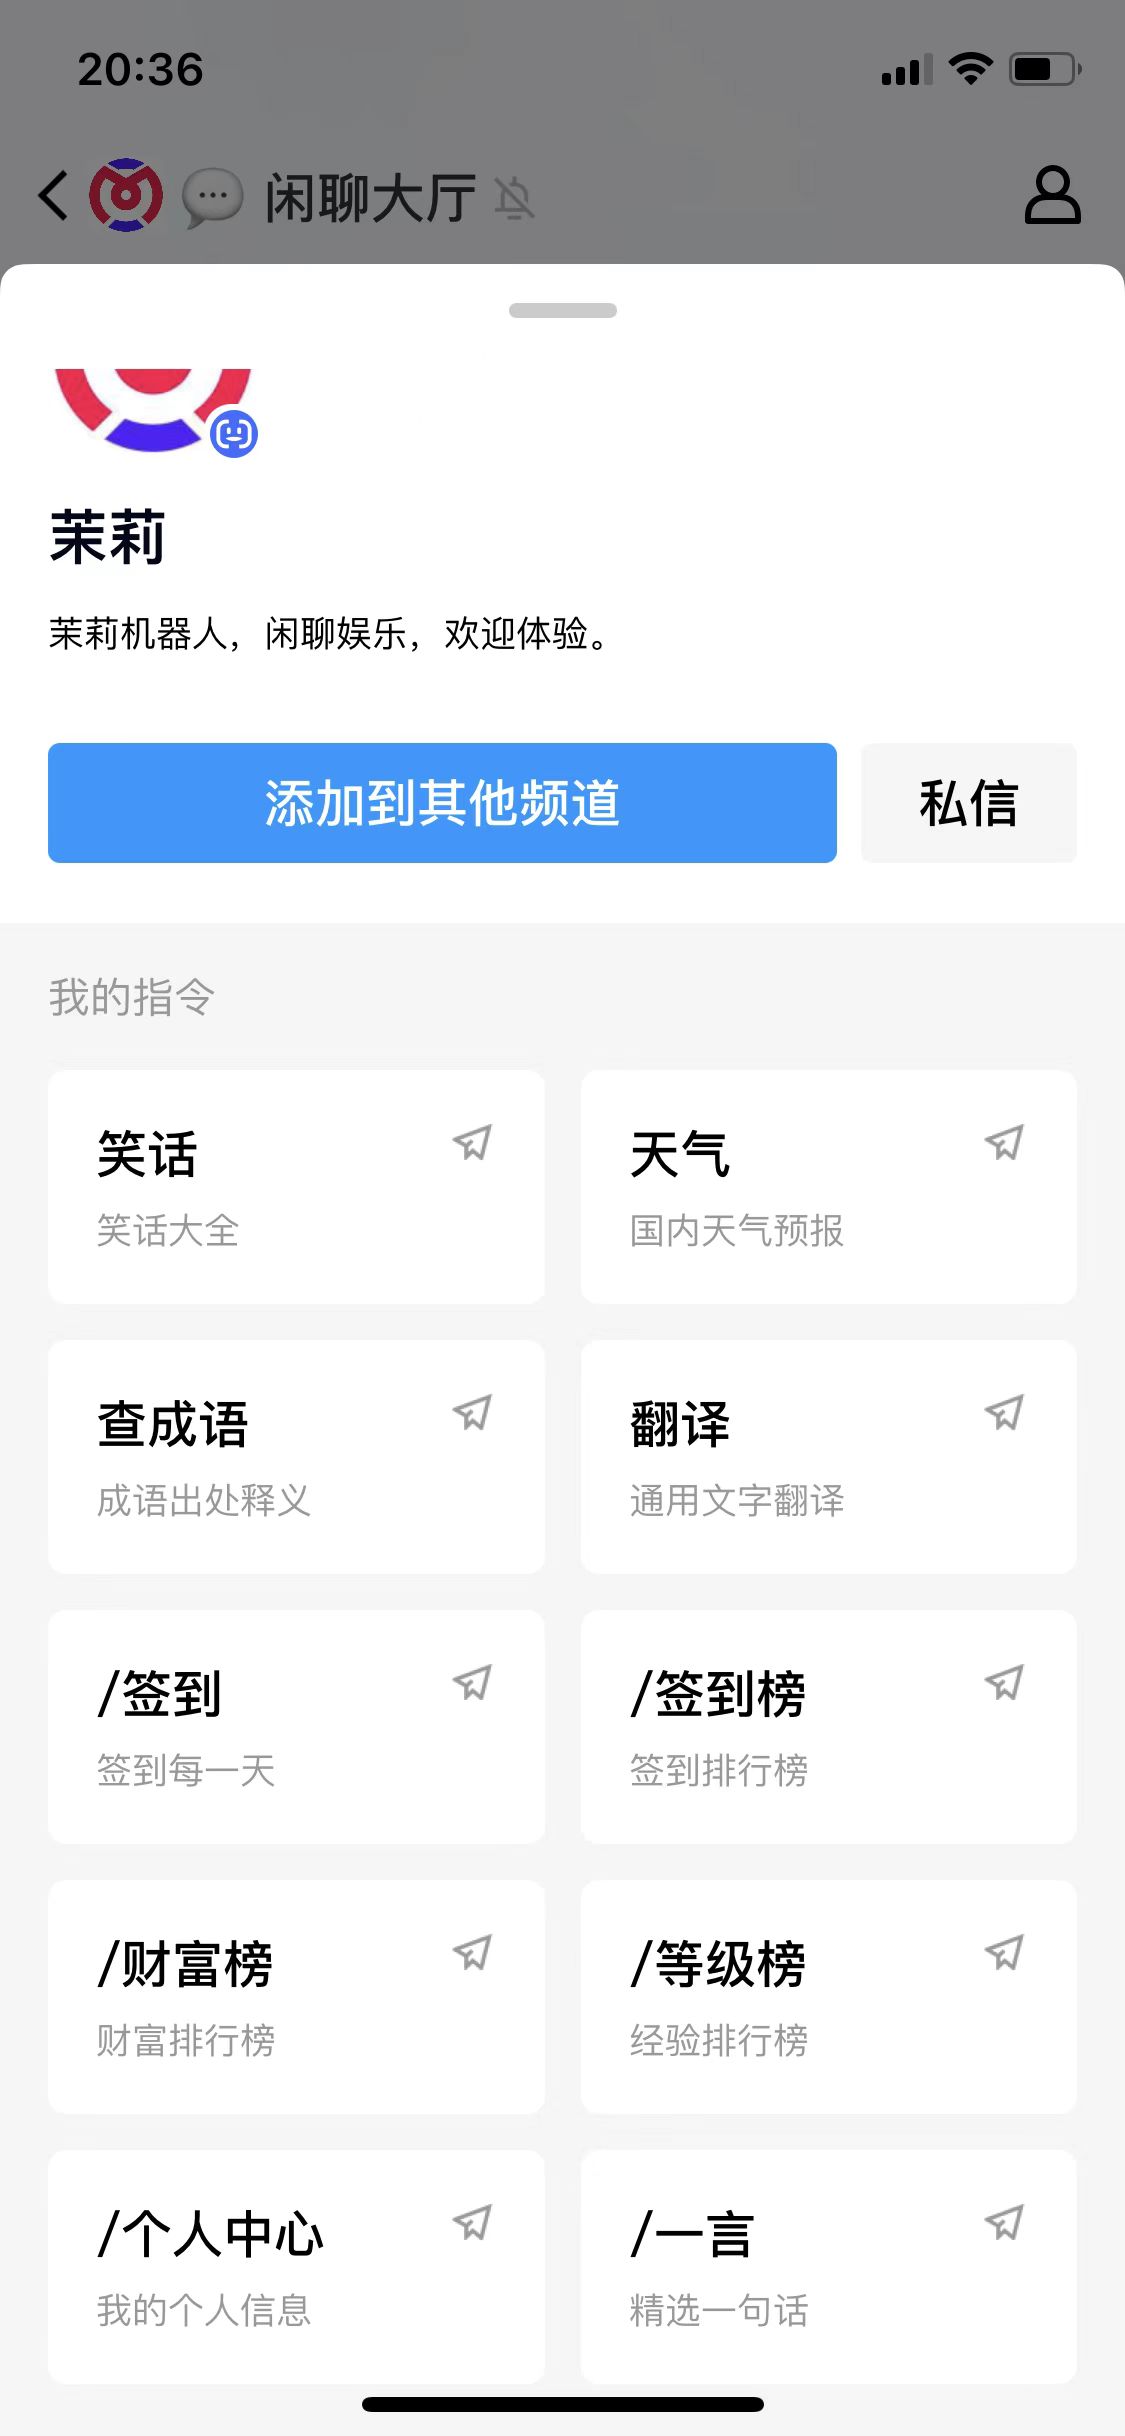 20:36
闲聊大厅
茉莉
茉莉机器人，闲聊娱乐，欢迎体验。
添加到其他频道
私信
我的指令
笑话
笑话大全
天气
国内天气预报
查成语
成语出处释义
翻译
通用文字翻译
/签到
签到每一天
/签到榜
签到排行榜
/财富榜
财富排行榜
/等级榜
经验排行榜
/个人中心
我的个人信息
/一言
精选一句话